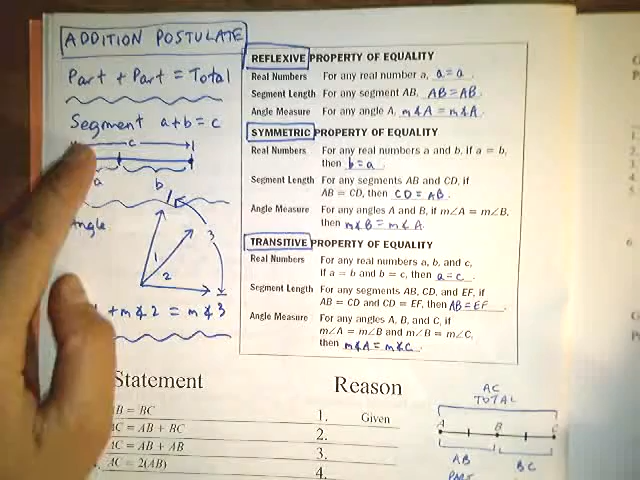 ADDITION POSTULATE
Part + Part = Total
Segment a+b=c
c
a
b
Angle
1
2
3
+ m∡2 = m∡3
REFLEXIVE PROPERTY OF EQUALITY
Real Numbers For any real number a, a=a.
Segment Length For any segment AB, AB=AB.
Angle Measure For any angle A, m∡A=m∡A.
SYMMETRIC PROPERTY OF EQUALITY
Real Numbers For any real numbers a and b, if a = b,
then b=a.
Segment Length For any segments AB and CD, if
AB = CD, then CD=AB.
Angle Measure For any angles A and B, if m∠A = m∠B,
then m∡B=m∡A.
TRANSITIVE PROPERTY OF EQUALITY
Real Numbers For any real numbers a, b, and c,
if a = b and b = c, then a=c.
Segment Length For any segments AB, CD, and EF, if
AB = CD and CD = EF, then AB=EF.
Angle Measure For any angles A, B, and C, if
m∠A = m∠B and m∠B = m∠C,
then m∡A=m∡C.
Statement Reason
AB = BC 1. Given
AC = AB + BC 2.
AC = AB + AB 3.
AC = 2(AB) 4.
AC
TOTAL
A B C
AB BC
PART